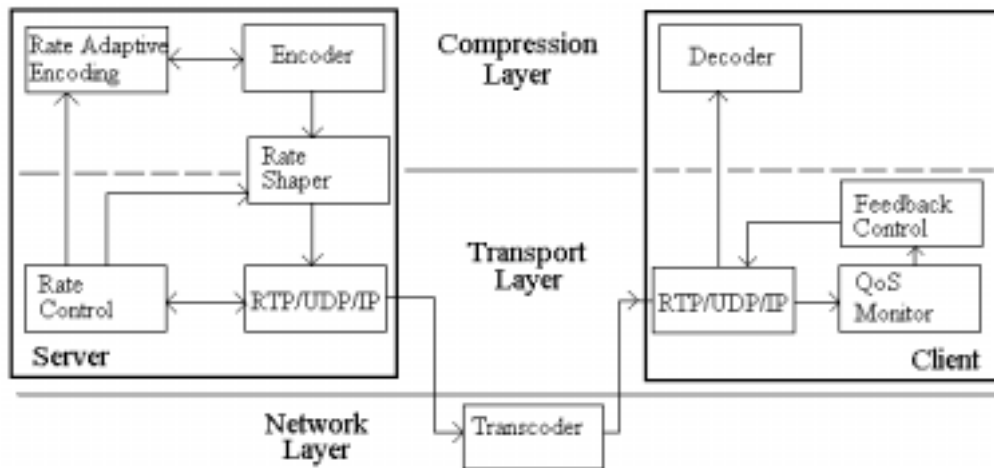 Rate Adaptive
Encoding
Encoder
Compression
Layer
Decoder
Rate
Shaper
Feedback
Control
Transport
Layer
Rate
Control
RTP/UDP/IP
RTP/UDP/IP
QoS
Monitor
Server
Client
Network
Layer
Transcoder